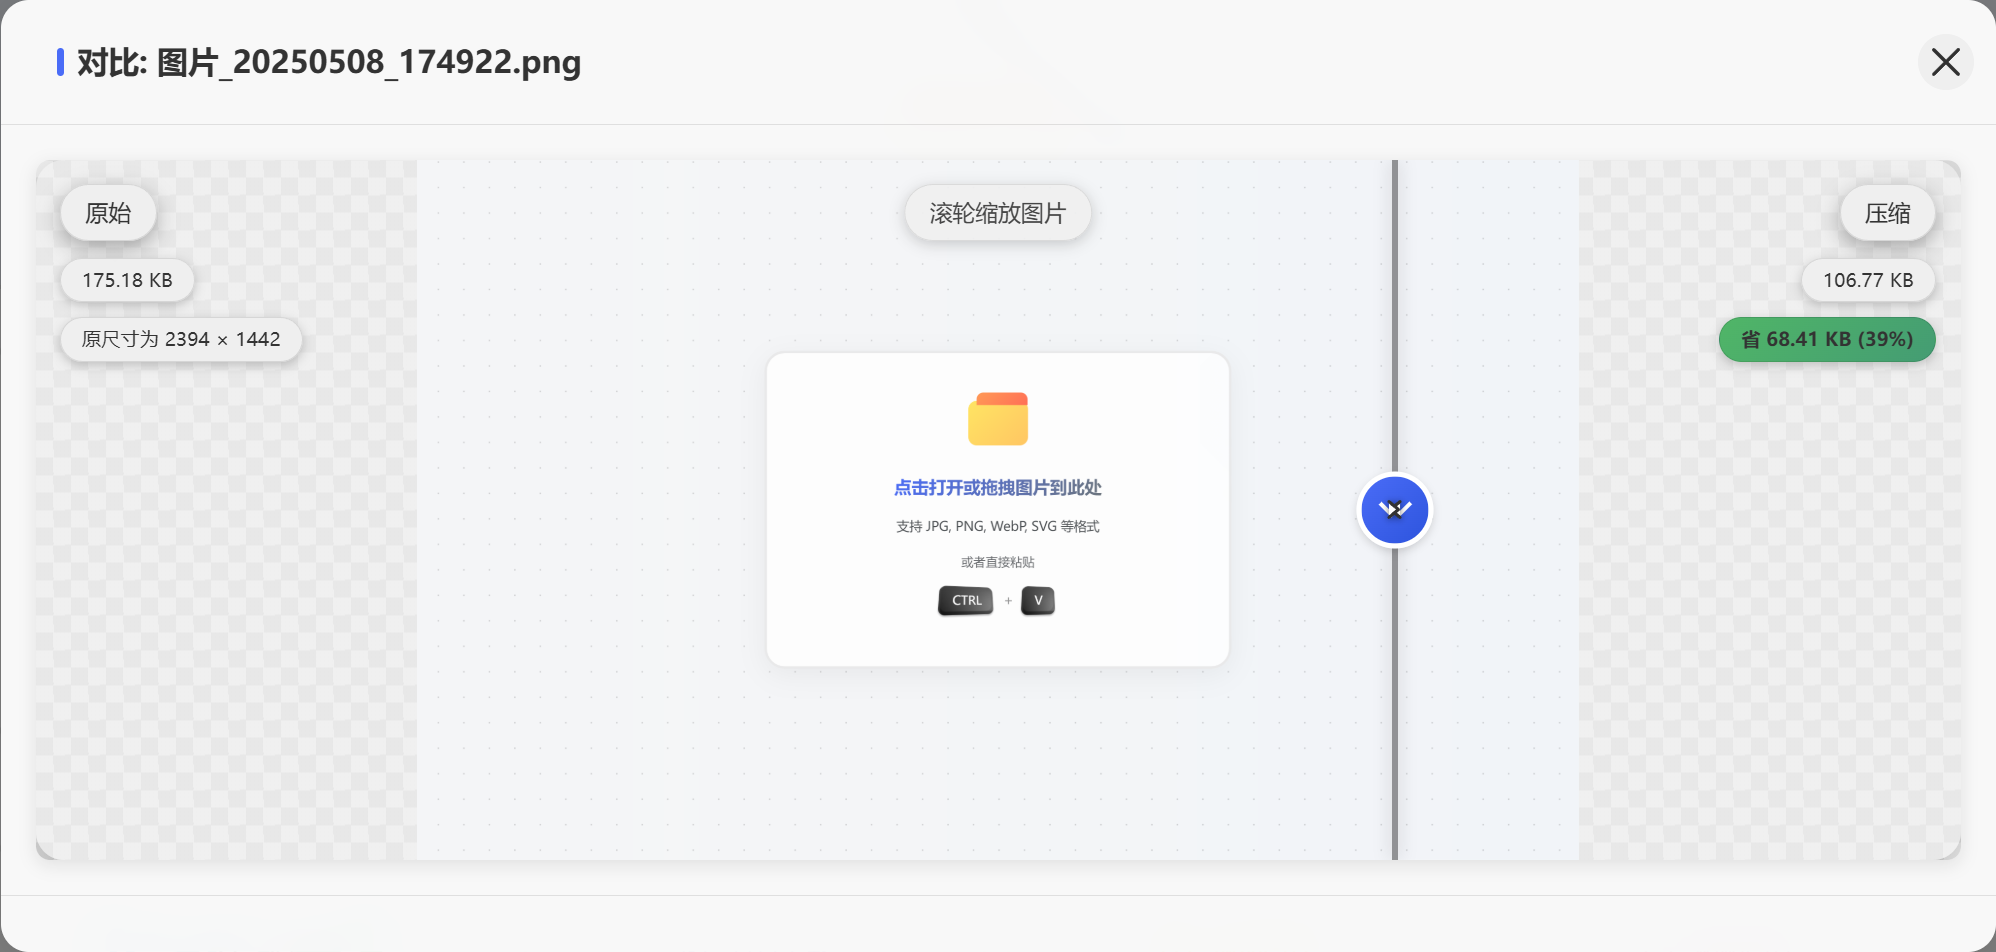 对比: 图片_20250508_174922.png
原始
滚轮缩放图片
压缩
175.18 KB
106.77 KB
原尺寸为 2394 × 1442
省 68.41 KB (39%)
点击打开或拖拽图片到此处
支持 JPG, PNG, WebP, SVG 等格式
或者直接粘贴
CTRL + V